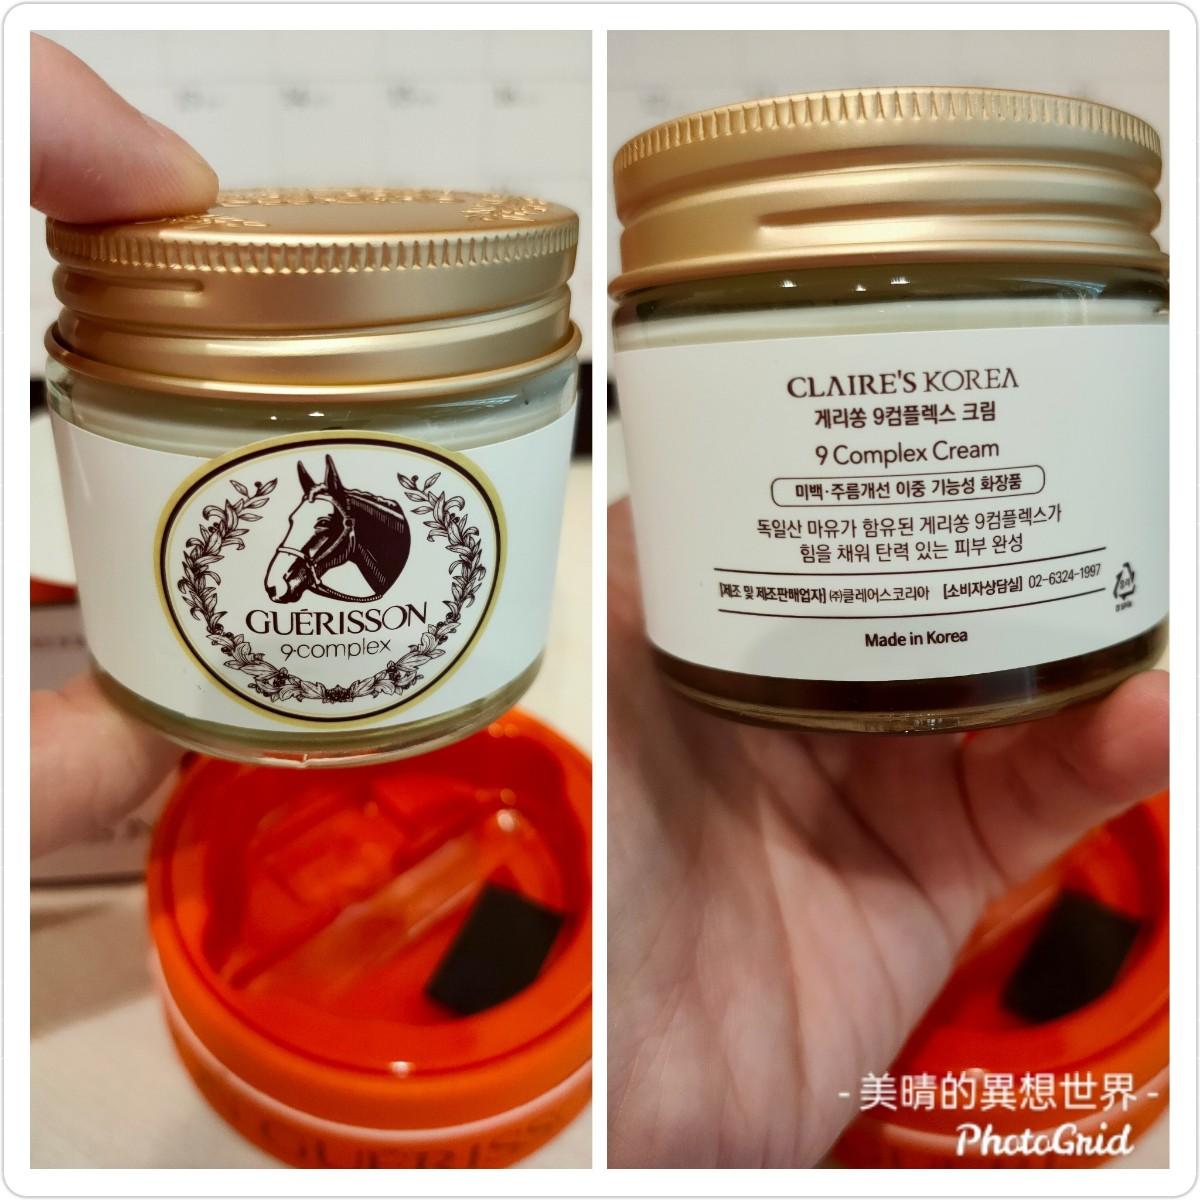 GUÉRISSON
9-complex
CLAIRE'S KOREA
게리쏭 9컴플렉스 크림
9 Complex Cream
미백·주름개선 이중 기능성 화장품
독일산 마유가 함유된 게리쏭 9컴플렉스가
힘을 채워 탄력 있는 피부 완성
[제조 및 제조판매업자] ㈜클레어스코리아 [소비자상담실] 02-6324-1997
Made in Korea
- 美晴的異想世界 -
PhotoGrid